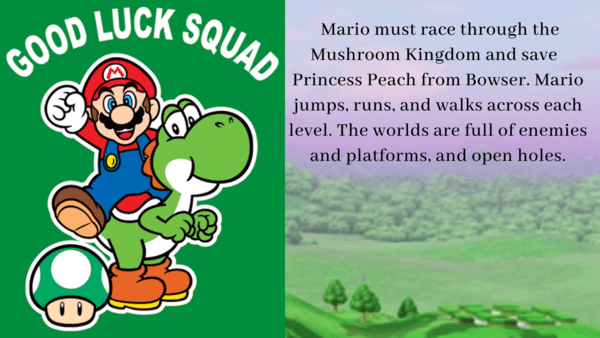 GOOD LUCK SQUAD
M
Mario must race through the
Mushroom Kingdom and save
Princess Peach from Bowser. Mario
jumps, runs, and walks across each
level. The worlds are full of enemies
and platforms, and open holes.